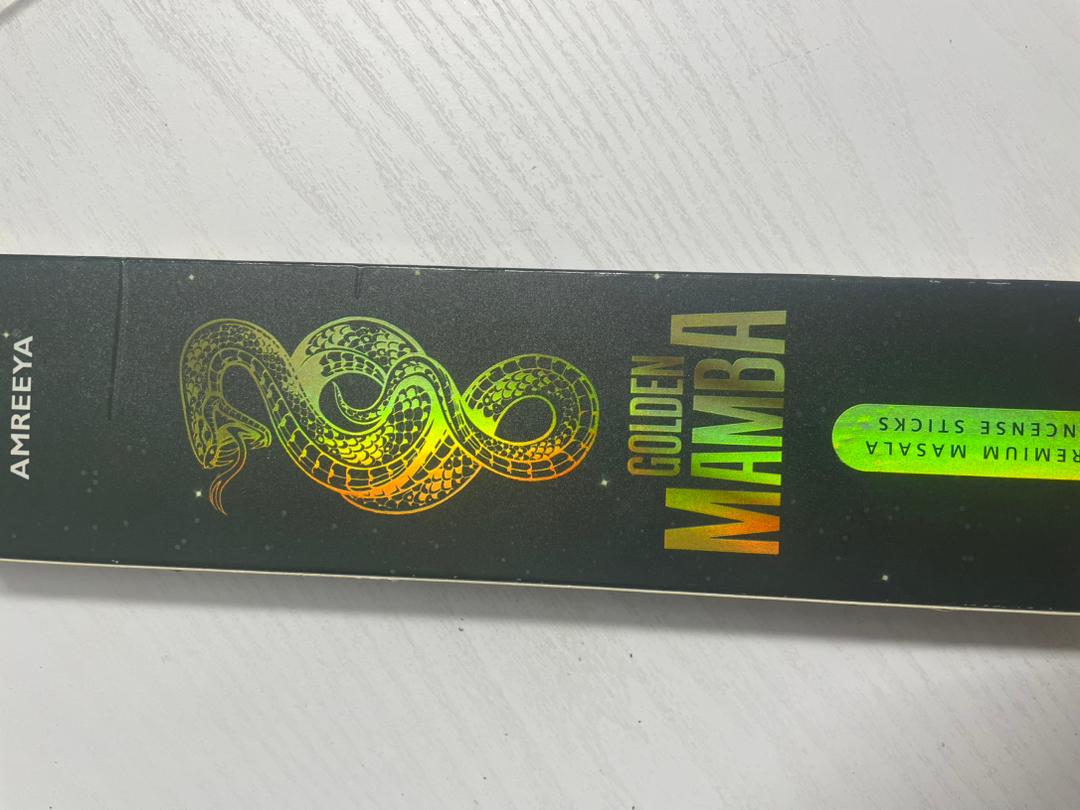 AMREEYA®
GOLDEN
MAMBA
REMIUM MASALA
NCENSE STICKS